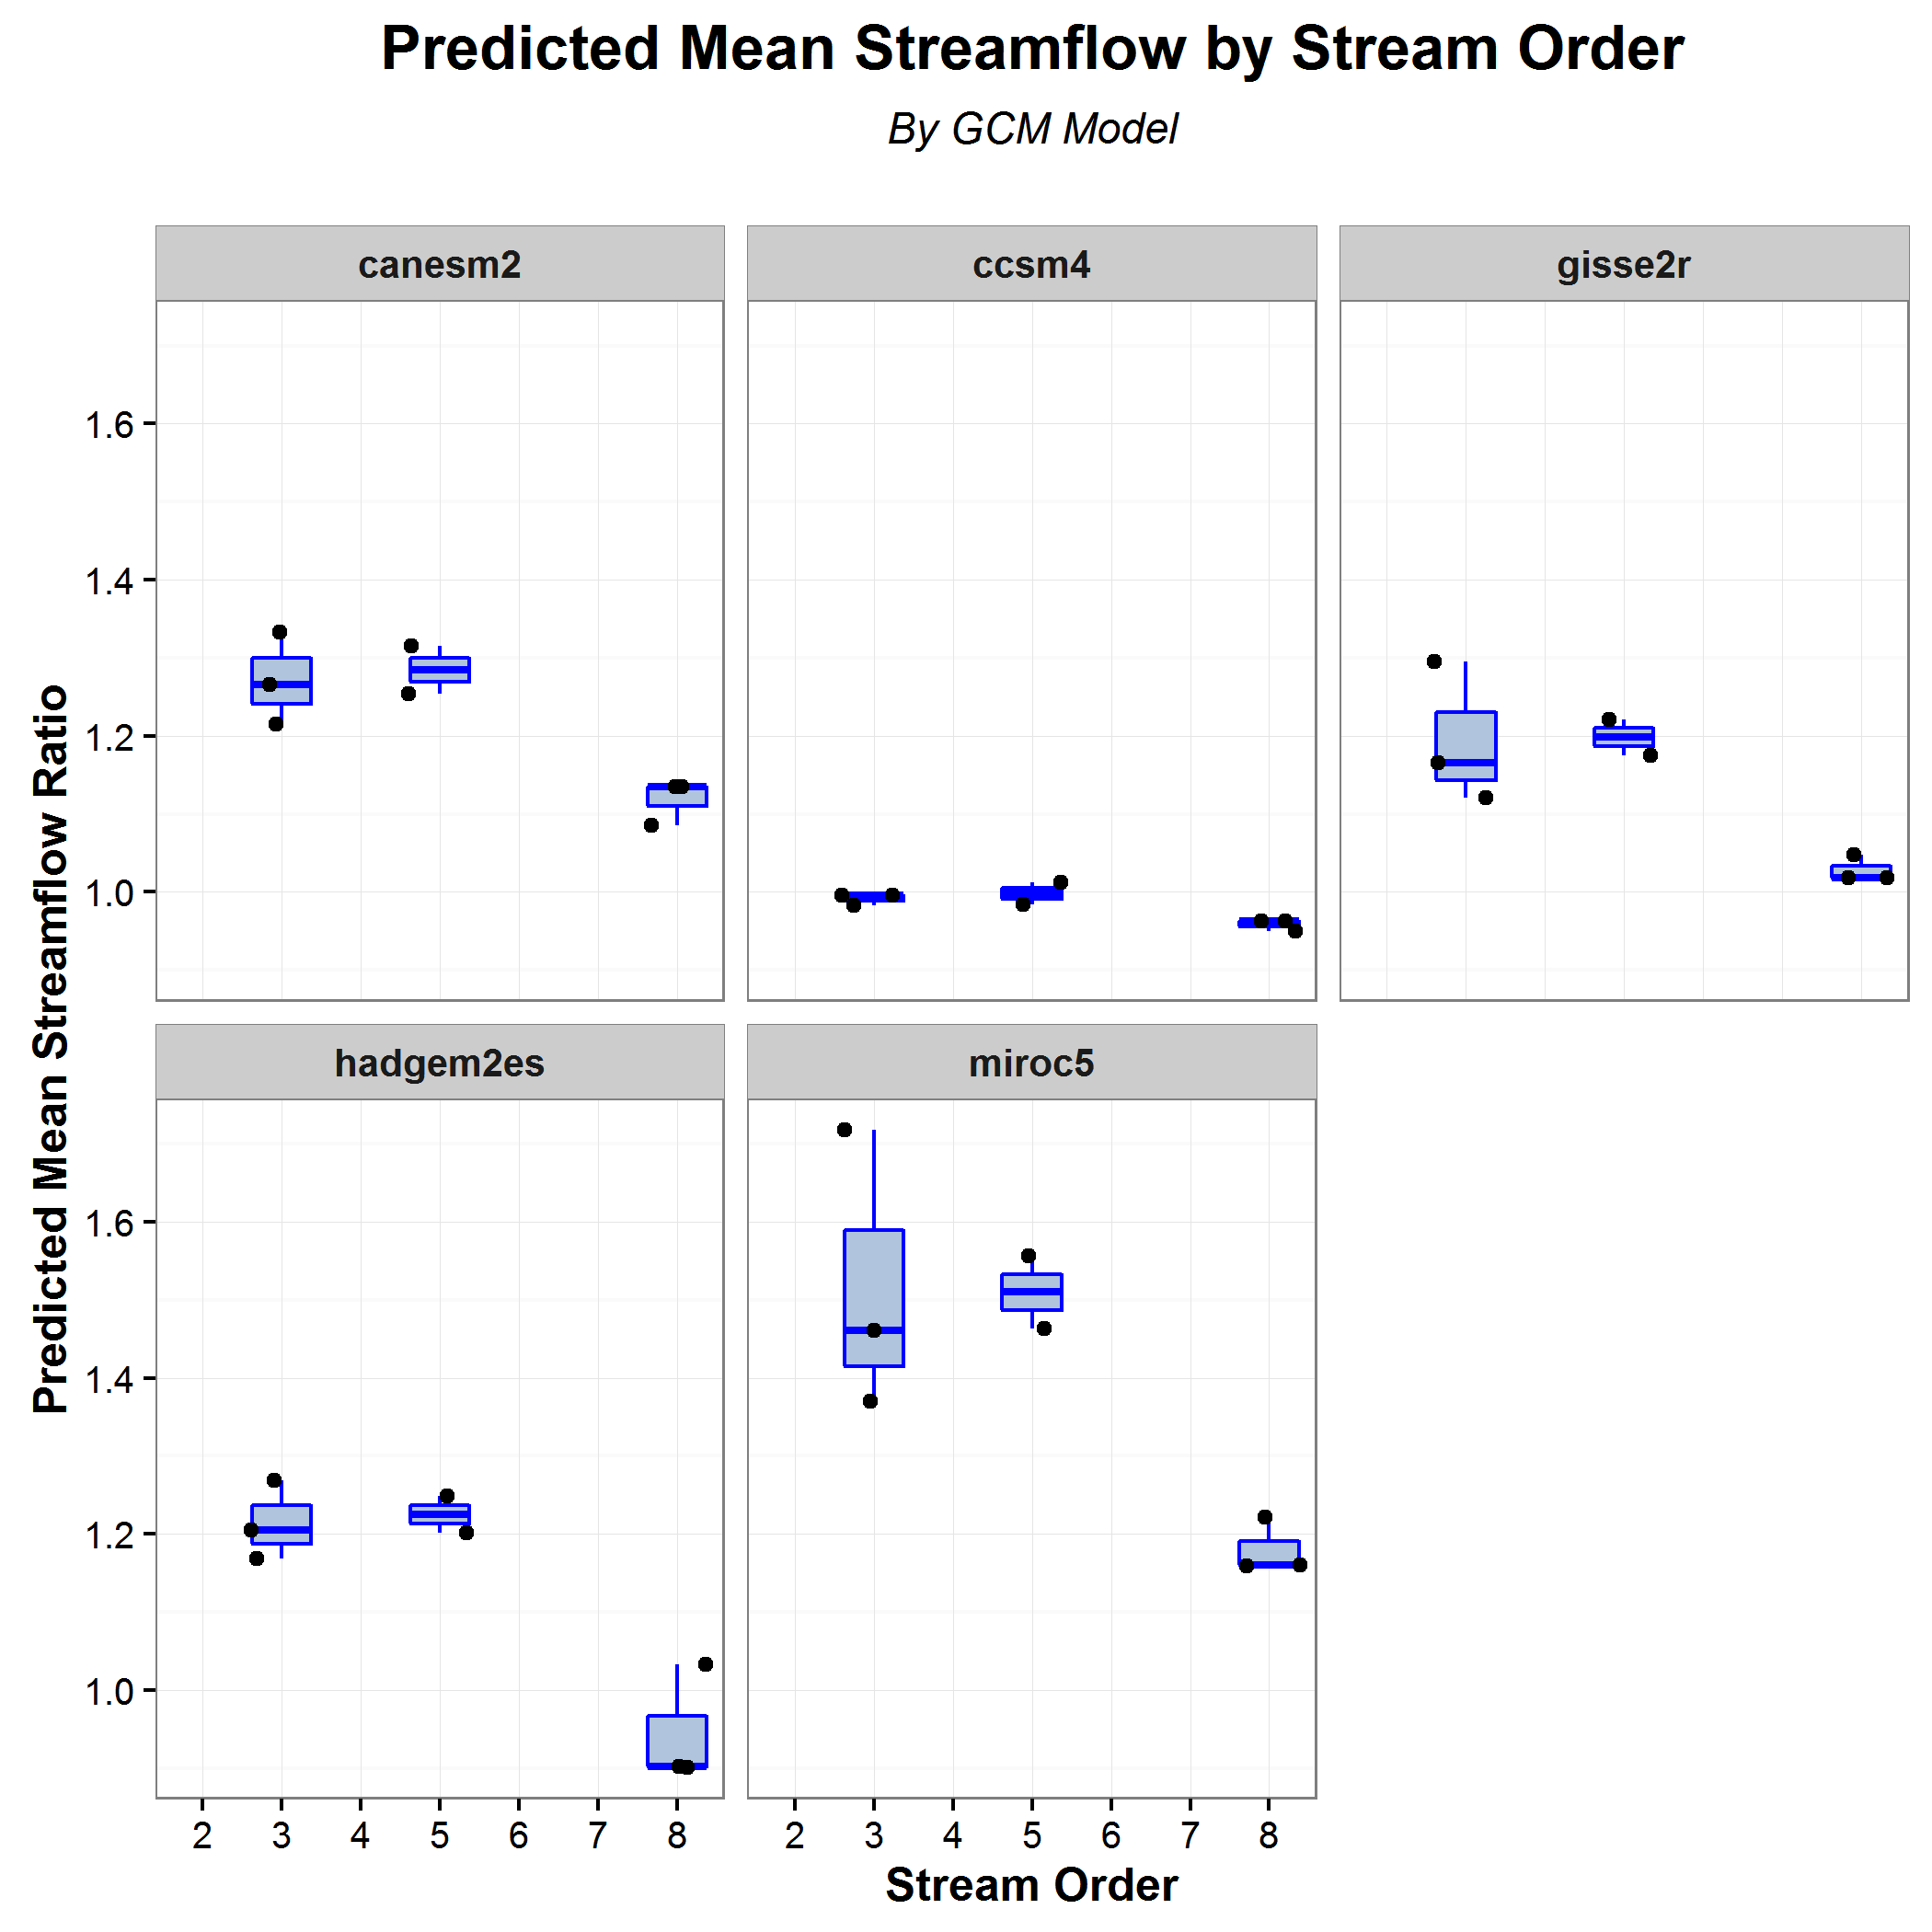 Predicted Mean Streamflow by Stream Order
By GCM Model
canesm2
ccsm4
gisse2r
1.6
1.4
1.2
1.0
hadgem2es
miroc5
1.6
1.4
1.2
1.0
Predicted Mean Streamflow Ratio
2 3 4 5 6 7 8
2 3 4 5 6 7 8
Stream Order